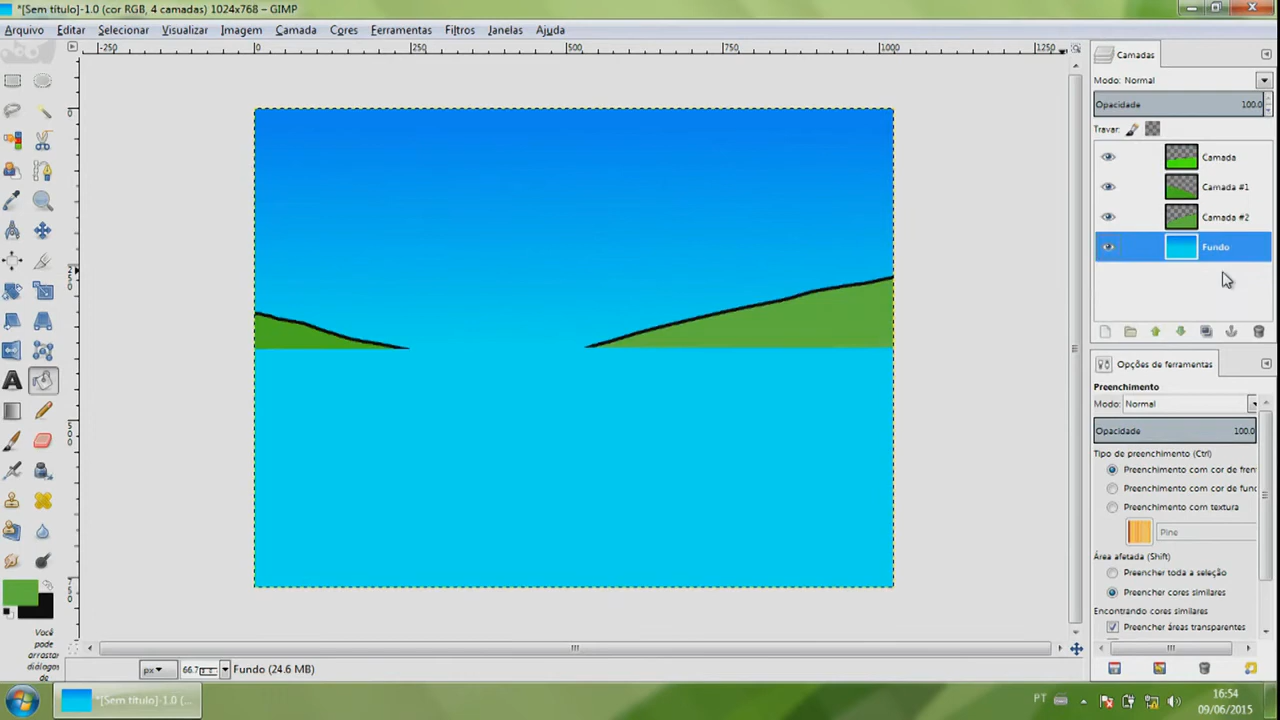 *[Sem título]-1.0 (cor RGB, 4 camadas) 1024x768 – GIMP
Arquivo Editar Selecionar Visualizar Imagem Camada Cores Ferramentas Filtros Janelas Ajuda
-250 0 250 500 750 1000 1250
0
250
500
750
Camadas
Modo: Normal
Opacidade 100.0
Travar:
Camada
Camada #1
Camada #2
Fundo
Opções de ferramentas
Preenchimento
Modo: Normal
Opacidade 100.0
Tipo de preenchimento (Ctrl)
Preenchimento com cor de fren
Preenchimento com cor de fund
Preenchimento com textura
Pine
Área afetada (Shift)
Preencher toda a seleção
Preencher cores similares
Encontrando cores similares
Preencher áreas transparentes
Você
pode
arrastar
diálogos
de
px
Fundo (24.6 MB)
*[Sem título]-1.0 (...
PT
16:54
09/06/2015